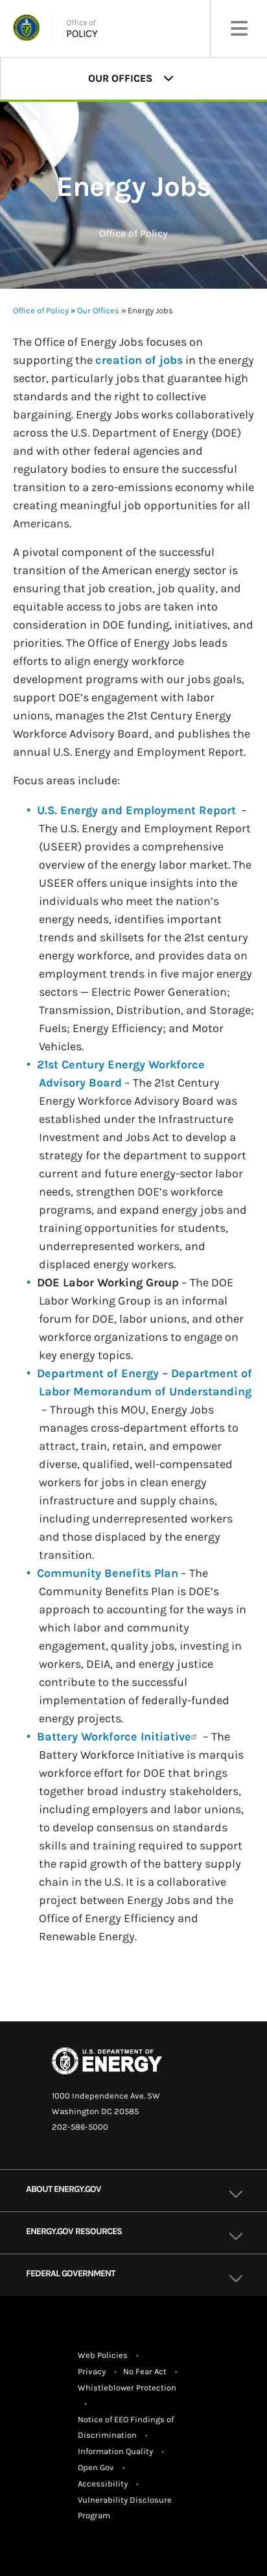 Office of
POLICY
OUR OFFICES
Energy Jobs
Office of Policy
Office of Policy » Our Offices » Energy Jobs
The Office of Energy Jobs focuses on
supporting the creation of jobs in the energy
sector, particularly jobs that guarantee high
standards and the right to collective
bargaining. Energy Jobs works collaboratively
across the U.S. Department of Energy (DOE)
and with other federal agencies and
regulatory bodies to ensure the successful
transition to a zero-emissions economy while
creating meaningful job opportunities for all
Americans.
A pivotal component of the successful
transition of the American energy sector is
ensuring that job creation, job quality, and
equitable access to jobs are taken into
consideration in DOE funding, initiatives, and
priorities. The Office of Energy Jobs leads
efforts to align energy workforce
development programs with our jobs goals,
support DOE’s engagement with labor
unions, manages the 21st Century Energy
Workforce Advisory Board, and publishes the
annual U.S. Energy and Employment Report.
Focus areas include:
• U.S. Energy and Employment Report –
The U.S. Energy and Employment Report
(USEER) provides a comprehensive
overview of the energy labor market. The
USEER offers unique insights into the
individuals who meet the nation’s
energy needs, identifies important
trends and skillsets for the 21st century
energy workforce, and provides data on
employment trends in five major energy
sectors — Electric Power Generation;
Transmission, Distribution, and Storage;
Fuels; Energy Efficiency; and Motor
Vehicles.
• 21st Century Energy Workforce
Advisory Board – The 21st Century
Energy Workforce Advisory Board was
established under the Infrastructure
Investment and Jobs Act to develop a
strategy for the department to support
current and future energy-sector labor
needs, strengthen DOE’s workforce
programs, and expand energy jobs and
training opportunities for students,
underrepresented workers, and
displaced energy workers.
• DOE Labor Working Group – The DOE
Labor Working Group is an informal
forum for DOE, labor unions, and other
workforce organizations to engage on
key energy topics.
• Department of Energy – Department of
Labor Memorandum of Understanding
– Through this MOU, Energy Jobs
manages cross-department efforts to
attract, train, retain, and empower
diverse, qualified, well-compensated
workers for jobs in clean energy
infrastructure and supply chains,
including underrepresented workers
and those displaced by the energy
transition.
• Community Benefits Plan – The
Community Benefits Plan is DOE’s
approach to accounting for the ways in
which labor and community
engagement, quality jobs, investing in
workers, DEIA, and energy justice
contribute to the successful
implementation of federally-funded
energy projects.
• Battery Workforce Initiative – The
Battery Workforce Initiative is marquis
workforce effort for DOE that brings
together broad industry stakeholders,
including employers and labor unions,
to develop consensus on standards
skills and training required to support
the rapid growth of the battery supply
chain in the U.S. It is a collaborative
project between Energy Jobs and the
Office of Energy Efficiency and
Renewable Energy.
U.S. DEPARTMENT OF
ENERGY
1000 Independence Ave. SW
Washington DC 20585
202-586-5000
ABOUT ENERGY.GOV
ENERGY.GOV RESOURCES
FEDERAL GOVERNMENT
Web Policies •
Privacy • No Fear Act •
Whistleblower Protection
•
Notice of EEO Findings of
Discrimination •
Information Quality •
Open Gov •
Accessibility •
Vulnerability Disclosure
Program